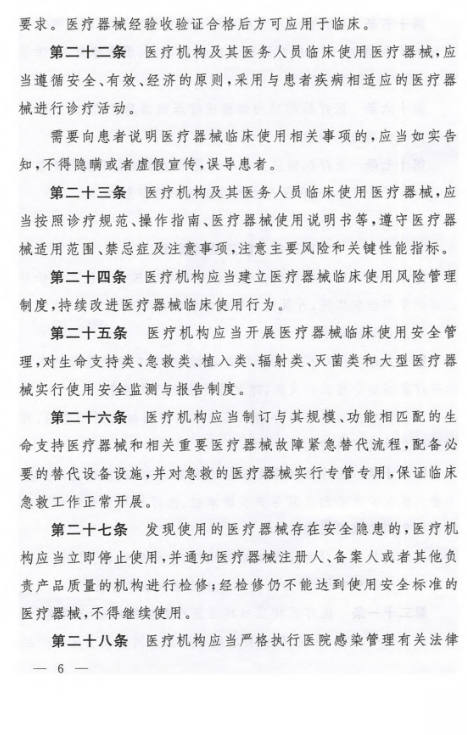 要求。医疗器械经验收验证合格后方可应用于临床。
第二十二条　医疗机构及其医务人员临床使用医疗器械,应
当遵循安全、有效、经济的原则,采用与患者疾病相适应的医疗器
械进行诊疗活动。
需要向患者说明医疗器械临床使用相关事项的,应当如实告
知,不得隐瞒或者虚假宣传,误导患者。
第二十三条　医疗机构及其医务人员临床使用医疗器械,应
当按照诊疗规范、操作指南、医疗器械使用说明书等,遵守医疗器
械适用范围、禁忌症及注意事项,注意主要风险和关键性能指标。
第二十四条　医疗机构应当建立医疗器械临床使用风险管理
制度,持续改进医疗器械临床使用行为。
第二十五条　医疗机构应当开展医疗器械临床使用安全管
理,对生命支持类、急救类、植入类、辐射类、灭菌类和大型医疗器
械实行使用安全监测与报告制度。
第二十六条　医疗机构应当制订与其规模、功能相匹配的生
命支持医疗器械和相关重要医疗器械故障紧急替代流程,配备必
要的替代设备设施,并对急救的医疗器械实行专管专用,保证临床
急救工作正常开展。
第二十七条　发现使用的医疗器械存在安全隐患的,医疗机
构应当立即停止使用,并通知医疗器械注册人、备案人或者其他负
责产品质量的机构进行检修;经检修仍不能达到使用安全标准的
医疗器械,不得继续使用。
第二十八条　医疗机构应当严格执行医院感染管理有关法律
— 6 —